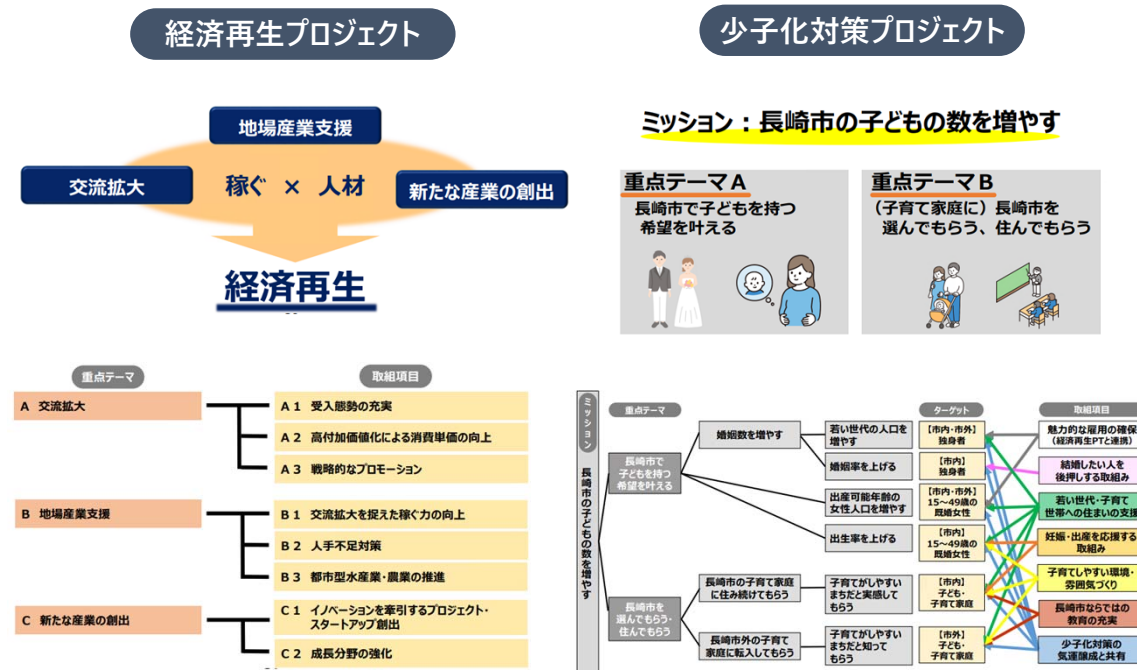 経済再生プロジェクト
地場産業支援
交流拡大
稼ぐ × 人材
新たな産業の創出
経済再生
重点テーマ
取組項目
A 交流拡大
A1 受入態勢の充実
A2 高付加価値化による消費単価の向上
A3 戦略的なプロモーション
B 地場産業支援
B1 交流拡大を捉えた稼ぐ力の向上
B2 人手不足対策
B3 都市型水産業・農業の推進
C 新たな産業の創出
C1 イノベーションを牽引するプロジェクト・
スタートアップ創出
C2 成長分野の強化
少子化対策プロジェクト
ミッション：長崎市の子どもの数を増やす
重点テーマA
長崎市で子どもを持つ
希望を叶える
重点テーマB
（子育て家庭に）長崎市を
選んでもらう、住んでもらう
ミッション
長崎市の子どもの数を増やす
重点テーマ
ターゲット
取組項目
長崎市で
子どもを持つ
希望を叶える
婚姻数を増やす
若い世代の人口を
増やす
婚姻率を上げる
出産可能年齢の
女性人口を増やす
出生率を上げる
長崎市を
選んでもらう・
住んでもらう
長崎市の子育て家庭
に住み続けてもらう
子育てがしやすい
まちだと実感して
もらう
長崎市外の子育て
家庭に転入してもらう
子育てがしやすい
まちだと知って
もらう
【市内・市外】
独身者
【市内】
独身者
【市内・市外】
15～49歳の
既婚女性
【市内】
15～49歳の
既婚女性
【市内】
子ども・
子育て家庭
【市外】
子ども・
子育て家庭
魅力的な雇用の確保
（経済再生PTと連携）
結婚したい人を
後押しする取組み
若い世代・子育て
世帯への住まいの支援
妊娠・出産を応援する
取組み
子育てしやすい環境・
雰囲気づくり
長崎市ならではの
教育の充実
少子化対策の
気運醸成と共有